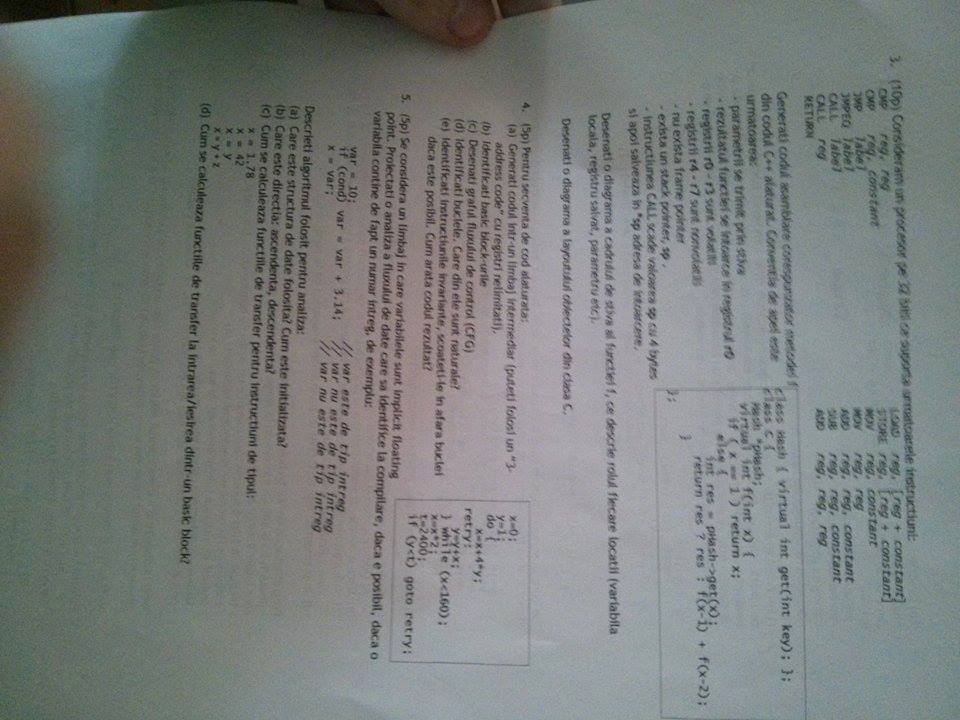 3. (10p) Consideram un procesor pe 32 biti ce suporta urmatoarele instructiuni:
CMP reg, reg
CMP reg, constant
JMP label
JMPEQ label
CALL label
CALL reg
RETURN
LOAD reg, [reg + constant]
STORE reg, [reg + constant]
MOV reg, constant
MOV reg, reg
ADD reg, reg, constant
SUB reg, reg, constant
ADD reg, reg, reg
Generati codul asamblare corespunzator metodei f
din codul C++ alaturat. Conventia de apel este
urmatoarea:
- parametrii se trimit prin stiva
- rezultatul functiei se intoarce in registrul r0
- registrii r0 - r3 sunt volatili
- registrii r4 - r7 sunt nonvolatili
- nu exista frame pointer
- exista un stack pointer, sp .
- instructiunea CALL scade valoarea sp cu 4 bytes
si apoi salveaza in *sp adresa de intoarcere.
class Hash { virtual int get(int key); };
class C {
Hash *pHash;
virtual int f(int x) {
if ( x == 1 ) return x;
else {
int res = pHash->get(x);
return res ? res : f(x-1) + f(x-2);
}
};
Desenati o diagrama a cadrului de stiva al functiei f, ce descrie rolul fiecare locatii (variabila
locala, registru salvat, parametru etc).
Desenati o diagrama a layoutului obiectelor din clasa C.
4. (5p) Pentru secventa de cod alaturata:
(a) Generati codul intr-un limbaj intermediar (puteti folosi un "3-
address code" cu registri nelimitati).
(b) Identificati basic block-urile
(c) Desenati graful fluxului de control (CFG)
(d) Identificati buclele. Care din ele sunt naturale?
(e) Identificati instructiunile invariante, scoateti-le in afara buclei
daca este posibil. Cum arata codul rezultat?
x=0;
y=1;
do {
x=x+4*y;
retry:
y=y+x;
} while (x<160);
x=x*2;
t=2400;
if (y<t) goto retry;
5. (5p) Se considera un limbaj in care variabilele sunt implicit floating
point. Proiectati o analiza a fluxului de date care sa identifice la compilare, daca e posibil, daca o
variabila contine de fapt un numar intreg, de exemplu:
var = 10; // var este de tip intreg
if (cond) var = var + 3.14; // var nu este de tip intreg
x = var; // var nu este de tip intreg
Descrieti algoritmul folosit pentru analiza:
(a) Care este structura de date folosita? Cum este initializata?
(b) Care este directia: ascendenta, descendenta?
(c) Cum se calculeaza functiile de transfer pentru instructiuni de tipul:
x = 1.78
x = 42
x = y
x = y + z
(d) Cum se calculeaza functiile de transfer la intrarea/iesirea dintr-un basic block?